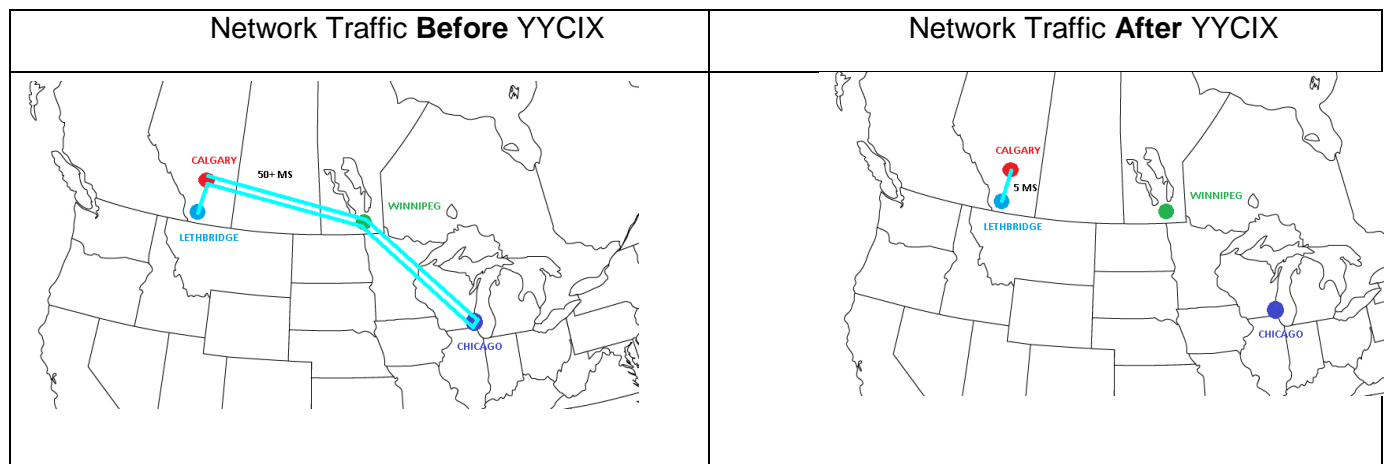 Network Traffic Before YYCIX
Network Traffic After YYCIX
CALGARY
50+ MS
WINNIPEG
LETHBRIDGE
CHICAGO
CALGARY
5 MS
WINNIPEG
LETHBRIDGE
CHICAGO